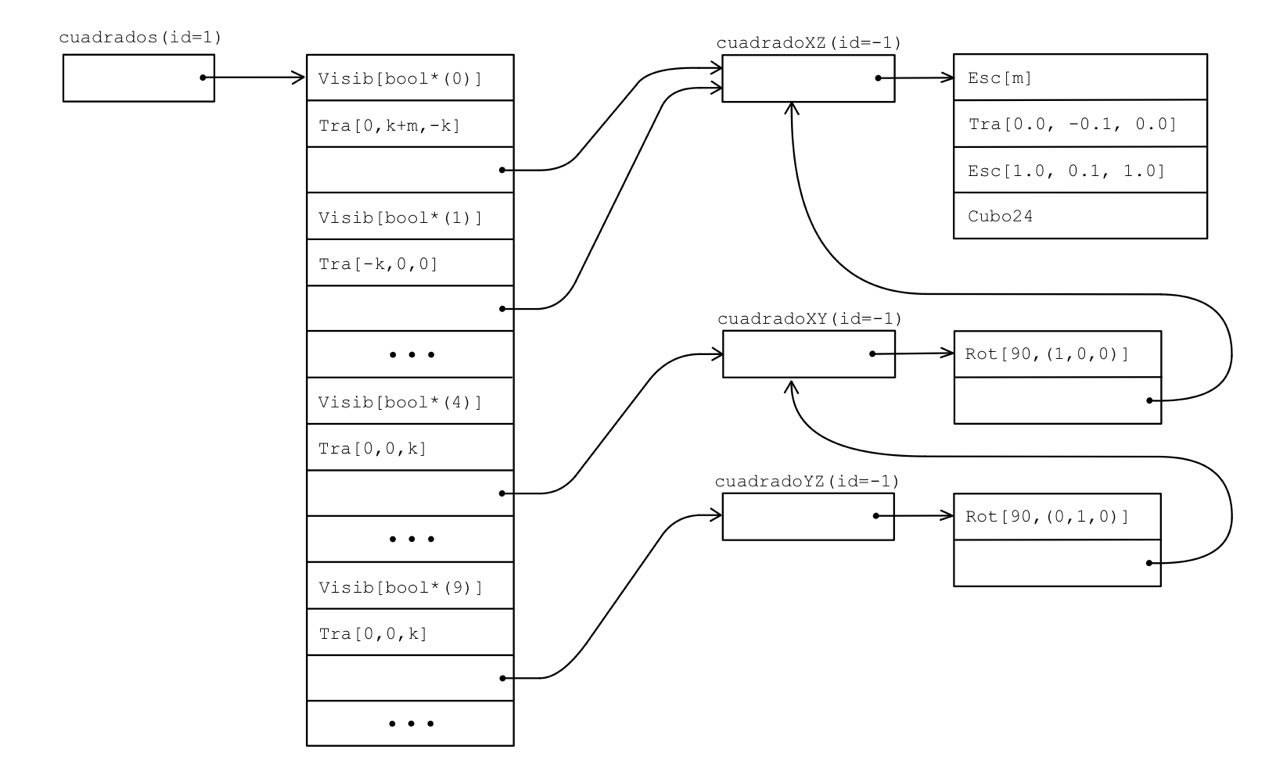 cuadrados(id=1)
Visib[bool*(0)]
Tra[0,k+m,-k]
Visib[bool*(1)]
Tra[-k,0,0]
• • •
Visib[bool*(4)]
Tra[0,0,k]
• • •
Visib[bool*(9)]
Tra[0,0,k]
• • •
cuadradoXZ(id=-1)
Esc[m]
Tra[0.0, -0.1, 0.0]
Esc[1.0, 0.1, 1.0]
Cubo24
cuadradoXY(id=-1)
Rot[90,(1,0,0)]
cuadradoYZ(id=-1)
Rot[90,(0,1,0)]